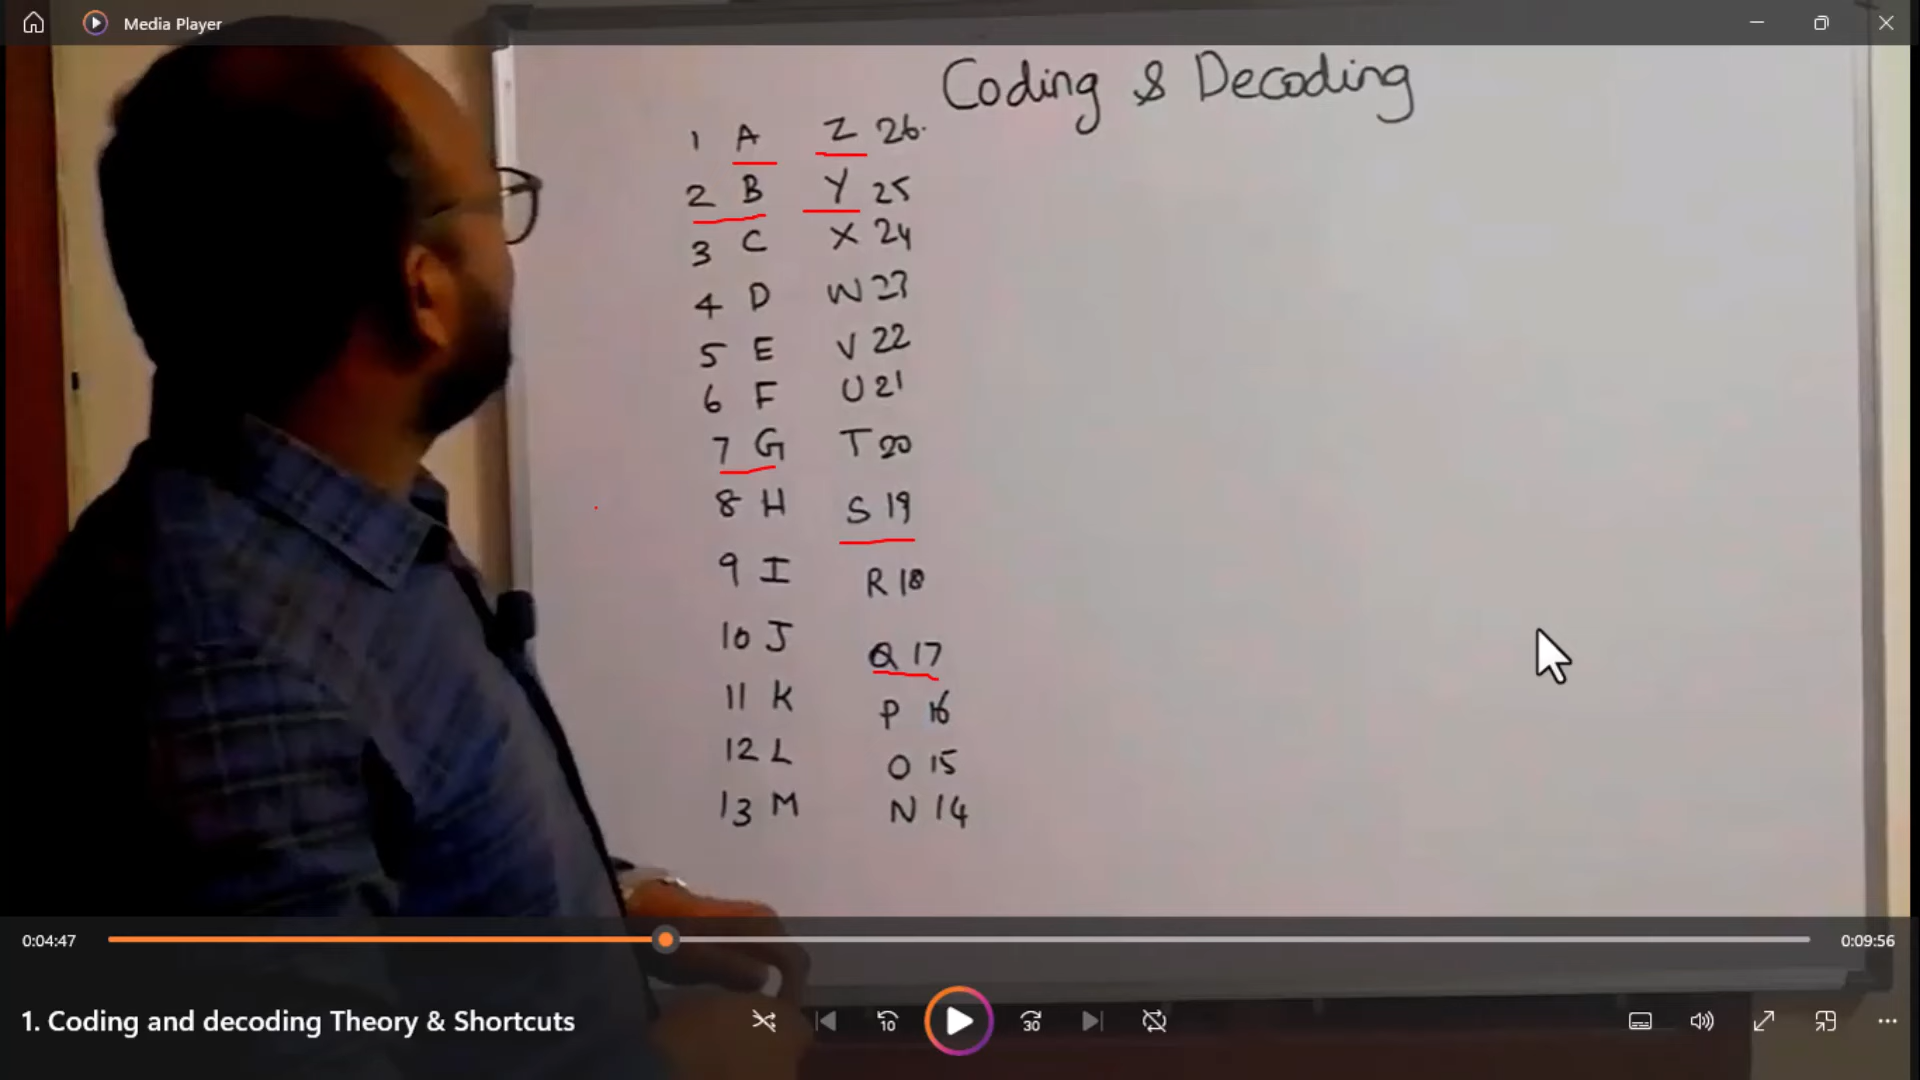 Media Player
Coding & Decoding
1 A Z 26.
2 B Y 25
3 C X 24
4 D W 23
5 E V 22
6 F U 21
7 G T 20
8 H S 19
9 I R 18
10 J Q 17
11 K P 16
12 L O 15
13 M N 14
0:04:47 0:09:56
1. Coding and decoding Theory & Shortcuts
10 30